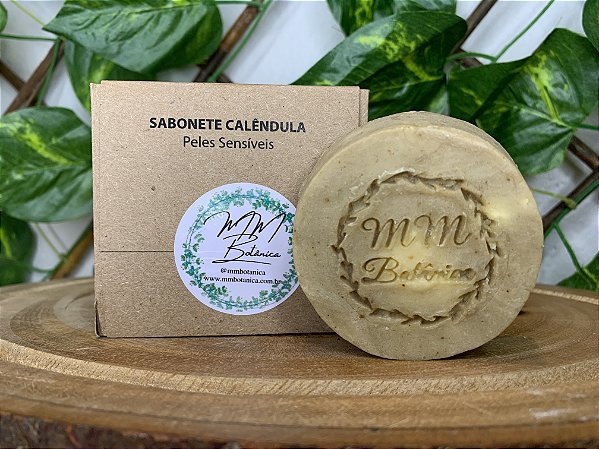 SABONETE CALÊNDULA
Peles Sensíveis
MM
Botânica
@mmbotanica
www.mmbotanica.com.br
MM
Botânica